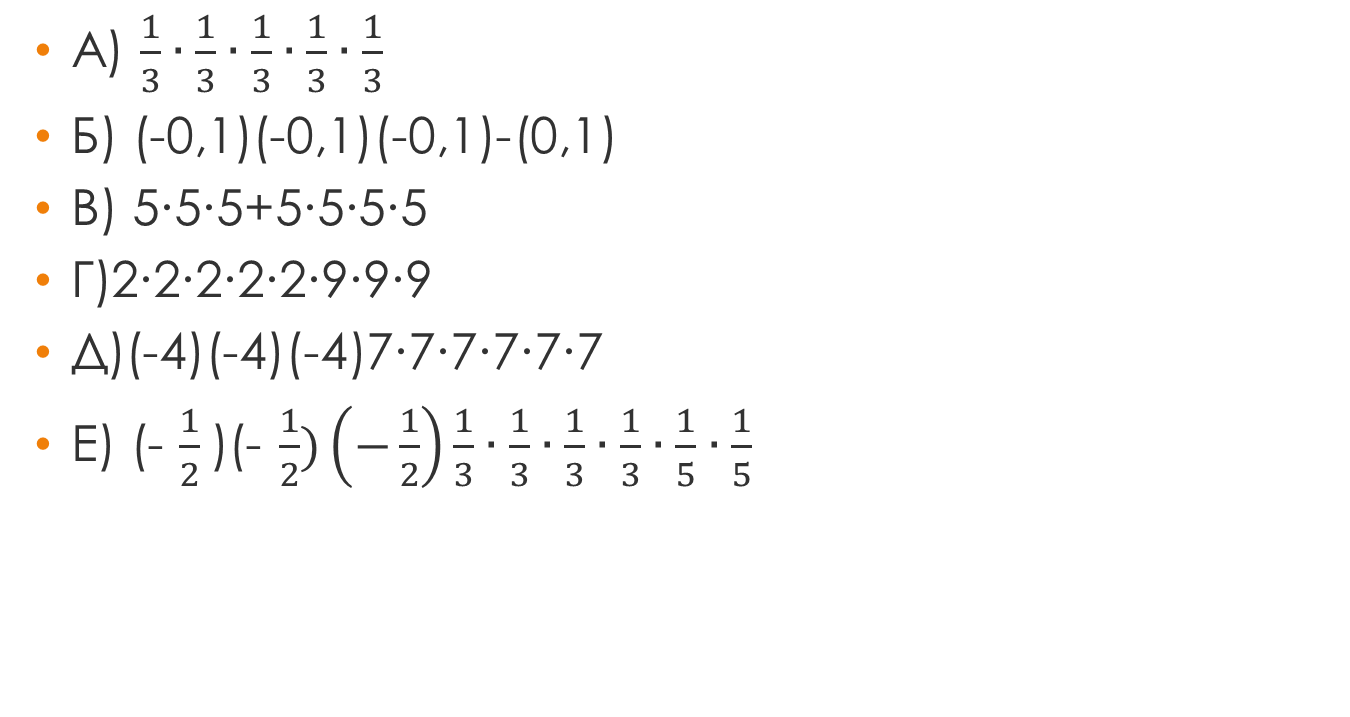 • А) 1/3 · 1/3 · 1/3 · 1/3 · 1/3
• Б) (-0,1)(-0,1)(-0,1)-(0,1)
• В) 5·5·5+5·5·5·5
• Г)2·2·2·2·2·9·9·9
• Д)(-4)(-4)(-4)7·7·7·7·7·7
• Е) (- 1/2 )(- 1/2) (− 1/2) 1/3 · 1/3 · 1/3 · 1/3 · 1/5 · 1/5